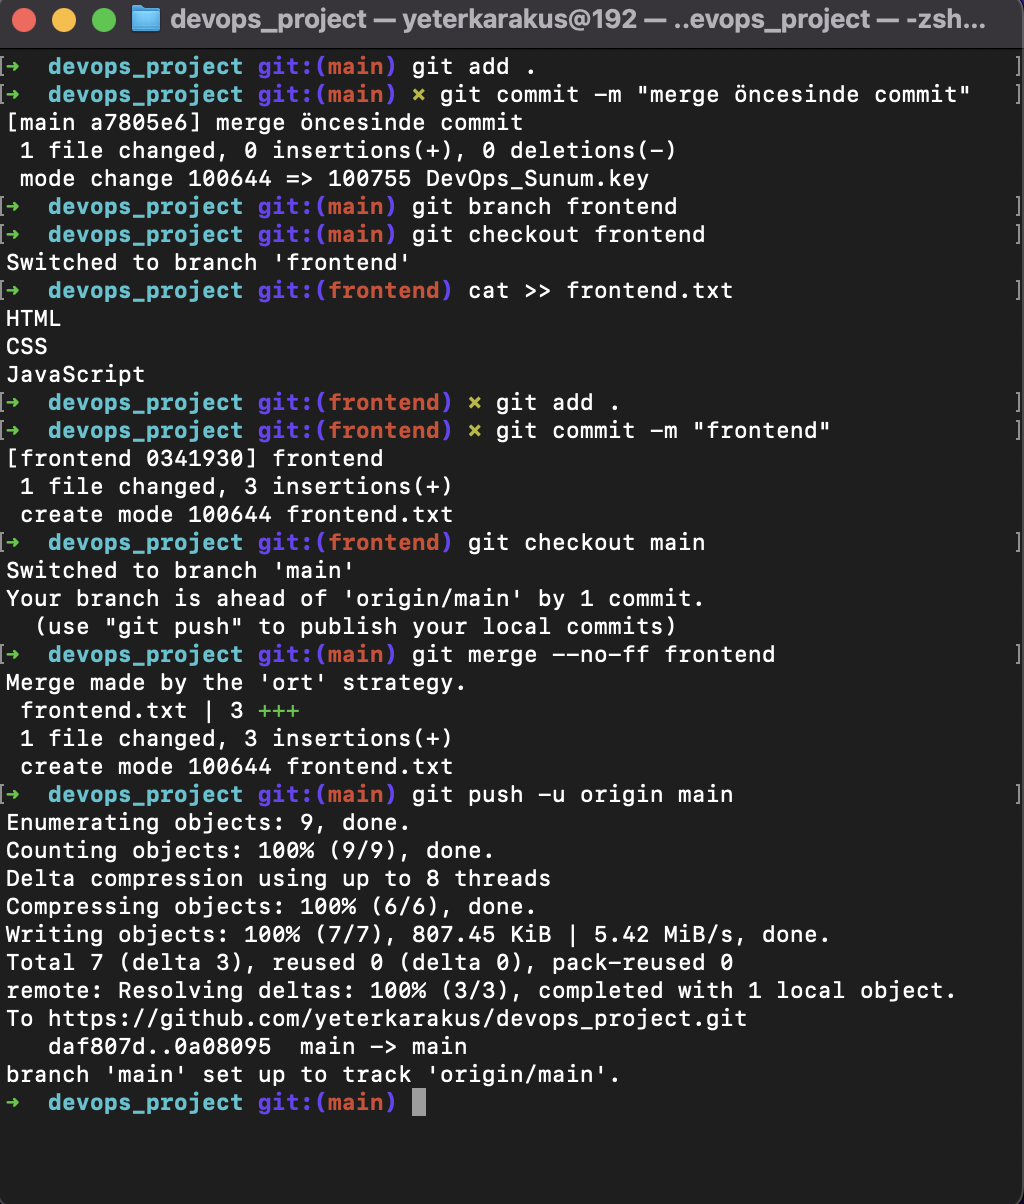 devops_project — yeterkarakus@192 — ..evops_project — -zsh...
[➜  devops_project git:(main) git add . ]
[➜  devops_project git:(main) ✗ git commit -m "merge öncesinde commit" ]
[main a7805e6] merge öncesinde commit
 1 file changed, 0 insertions(+), 0 deletions(-)
 mode change 100644 => 100755 DevOps_Sunum.key
[➜  devops_project git:(main) git branch frontend ]
[➜  devops_project git:(main) git checkout frontend ]
Switched to branch 'frontend'
[➜  devops_project git:(frontend) cat >> frontend.txt ]
HTML
CSS
JavaScript
[➜  devops_project git:(frontend) ✗ git add . ]
[➜  devops_project git:(frontend) ✗ git commit -m "frontend" ]
[frontend 0341930] frontend
 1 file changed, 3 insertions(+)
 create mode 100644 frontend.txt
[➜  devops_project git:(frontend) git checkout main ]
Switched to branch 'main'
Your branch is ahead of 'origin/main' by 1 commit.
  (use "git push" to publish your local commits)
[➜  devops_project git:(main) git merge --no-ff frontend ]
Merge made by the 'ort' strategy.
 frontend.txt | 3 +++
 1 file changed, 3 insertions(+)
 create mode 100644 frontend.txt
[➜  devops_project git:(main) git push -u origin main ]
Enumerating objects: 9, done.
Counting objects: 100% (9/9), done.
Delta compression using up to 8 threads
Compressing objects: 100% (6/6), done.
Writing objects: 100% (7/7), 807.45 KiB | 5.42 MiB/s, done.
Total 7 (delta 3), reused 0 (delta 0), pack-reused 0
remote: Resolving deltas: 100% (3/3), completed with 1 local object.
To https://github.com/yeterkarakus/devops_project.git
   daf807d..0a08095  main -> main
branch 'main' set up to track 'origin/main'.
➜  devops_project git:(main)